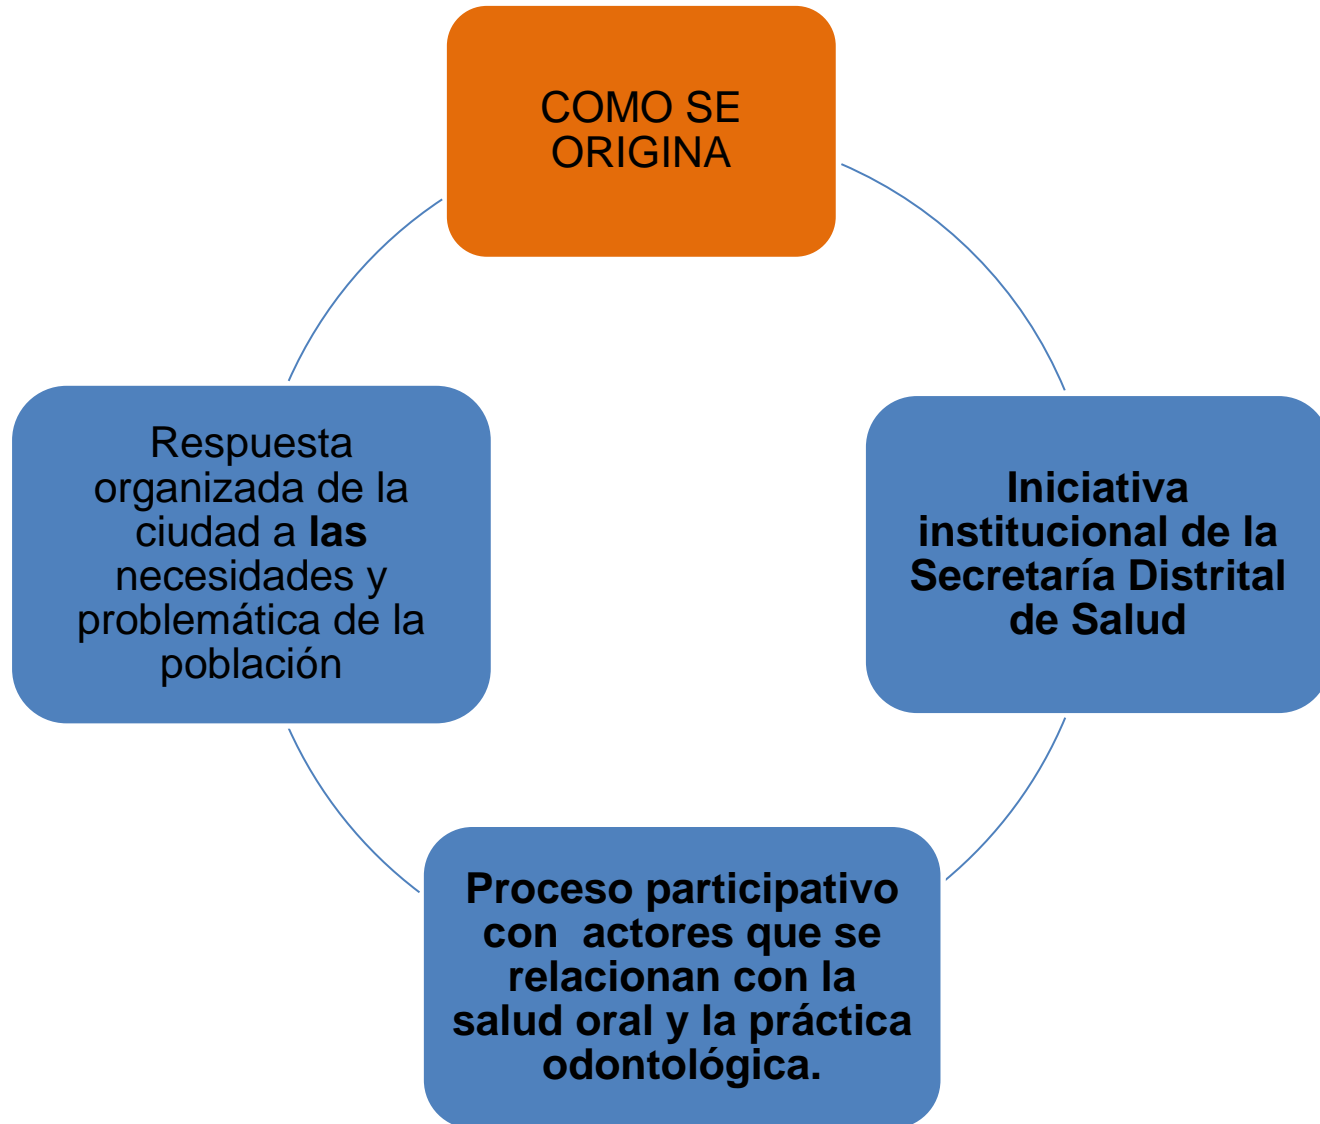 COMO SE
ORIGINA
Iniciativa
institucional de la
Secretaría Distrital
de Salud
Proceso participativo
con  actores que se
relacionan con la
salud oral y la práctica
odontológica.
Respuesta
organizada de la
ciudad a las
necesidades y
problemática de la
población